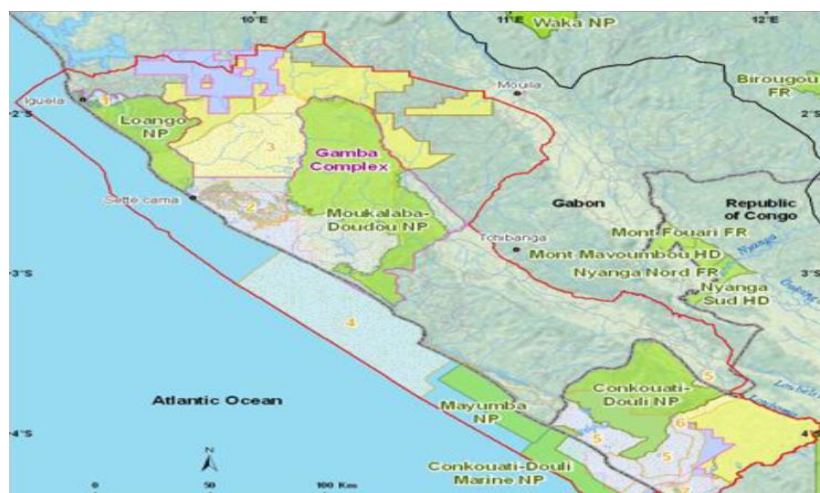 10°E
11°E
12°E
Waka NP
Birougou
FR
Mouila
Iguela
1
2°S
2°S
Loango
NP
3
Gamba
Complex
Sette cama
2
Moukalaba-
Doudou NP
Gabon
Republic
of Congo
Mont Fouari FR
Tchibanga
Mont Mavoumbou HD
Nyanga
Nyanga Nord FR
Nyanga
Sud HD
3°S
3°S
4
5
Conkouati-
Douli NP
Atlantic Ocean
Mayumba
NP
6
5
5
4°S
4°S
Conkouati-Douli
Marine NP
7
N
0
50
100 Km